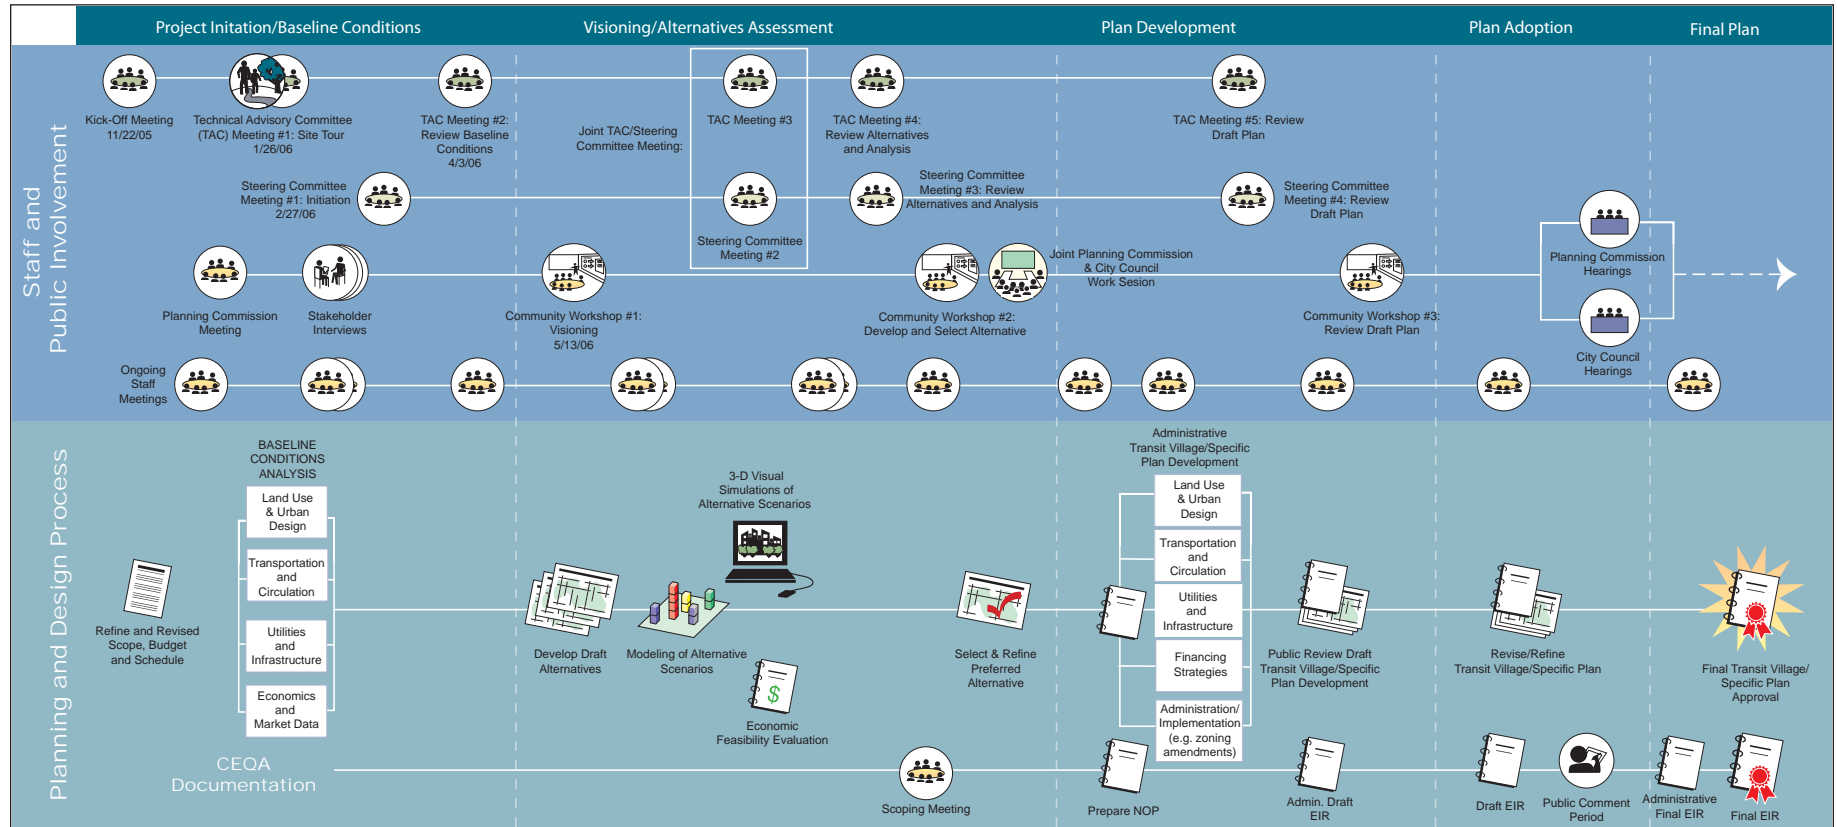 Project Initation/Baseline Conditions
Visioning/Alternatives Assessment
Plan Development
Plan Adoption
Final Plan
Staff and
Public Involvement
Kick-Off Meeting
11/22/05
Technical Advisory Committee
(TAC) Meeting #1: Site Tour
1/26/06
TAC Meeting #2:
Review Baseline
Conditions
4/3/06
Joint TAC/Steering
Committee Meeting:
TAC Meeting #3
TAC Meeting #4:
Review Alternatives
and Analysis
TAC Meeting #5: Review
Draft Plan
Steering Committee
Meeting #1: Initiation
2/27/06
Steering Committee
Meeting #2
Steering Committee
Meeting #3: Review
Alternatives and Analysis
Steering Committee
Meeting #4: Review
Draft Plan
Planning Commission
Meeting
Stakeholder
Interviews
Community Workshop #1:
Visioning
5/13/06
Community Workshop #2:
Develop and Select Alternative
Joint Planning Commission
& City Council
Work Sesion
Community Workshop #3:
Review Draft Plan
Planning Commission
Hearings
City Council
Hearings
Ongoing
Staff
Meetings
Planning and Design Process
Refine and Revised
Scope, Budget
and Schedule
BASELINE
CONDITIONS
ANALYSIS
Land Use
& Urban
Design
Transportation
and
Circulation
Utilities
and
Infrastructure
Economics
and
Market Data
Develop Draft
Alternatives
Modeling of Alternative
Scenarios
3-D Visual
Simulations of
Alternative Scenarios
$
Economic
Feasibility Evaluation
Select & Refine
Preferred
Alternative
Administrative
Transit Village/Specific
Plan Development
Land Use
& Urban
Design
Transportation
and
Circulation
Utilities
and
Infrastructure
Financing
Strategies
Administration/
Implementation
(e.g. zoning
amendments)
Public Review Draft
Transit Village/Specific
Plan Development
Revise/Refine
Transit Village/Specific Plan
Final Transit Village/
Specific Plan
Approval
CEQA
Documentation
Scoping Meeting
Prepare NOP
Admin. Draft
EIR
Draft EIR
Public Comment
Period
Administrative
Final EIR
Final EIR